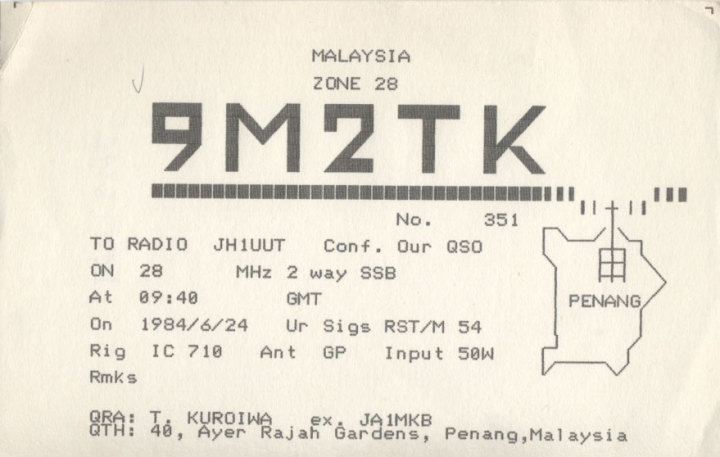 MALAYSIA
ZONE 28
9M2TK
No. 351
TO RADIO JH1UUT Conf. Our QSO
ON 28 MHz 2 way SSB
At 09:40 GMT
On 1984/6/24 Ur Sigs RST/M 54
Rig IC 710 Ant GP Input 50W
Rmks
PENANG
QRA: T. KUROIWA ex. JA1MKB
QTH: 40, Ayer Rajah Gardens, Penang,Malaysia